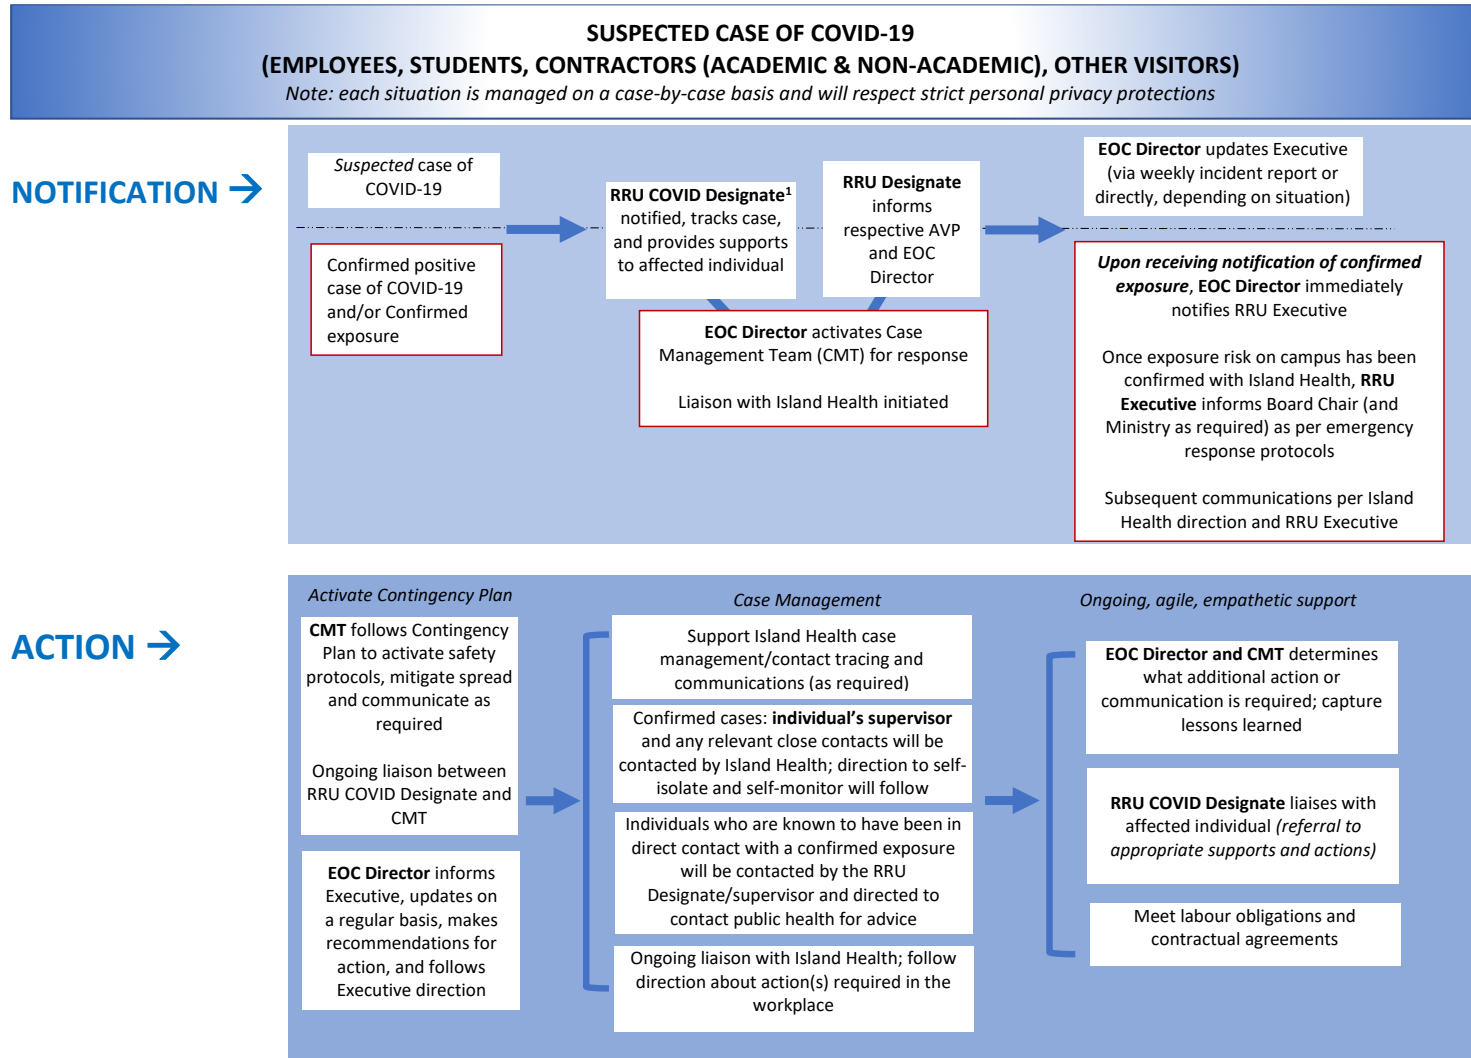 SUSPECTED CASE OF COVID-19
(EMPLOYEES, STUDENTS, CONTRACTORS (ACADEMIC & NON-ACADEMIC), OTHER VISITORS)
Note: each situation is managed on a case-by-case basis and will respect strict personal privacy protections
NOTIFICATION →
Suspected case of
COVID-19
Confirmed positive
case of COVID-19
and/or Confirmed
exposure
RRU COVID Designate¹
notified, tracks case,
and provides supports
to affected individual
RRU Designate
informs
respective AVP
and EOC
Director
EOC Director activates Case
Management Team (CMT) for response
Liaison with Island Health initiated
EOC Director updates Executive
(via weekly incident report or
directly, depending on situation)
Upon receiving notification of confirmed
exposure, EOC Director immediately
notifies RRU Executive
Once exposure risk on campus has been
confirmed with Island Health, RRU
Executive informs Board Chair (and
Ministry as required) as per emergency
response protocols
Subsequent communications per Island
Health direction and RRU Executive
ACTION →
Activate Contingency Plan
CMT follows Contingency
Plan to activate safety
protocols, mitigate spread
and communicate as
required
Ongoing liaison between
RRU COVID Designate and
CMT
EOC Director informs
Executive, updates on
a regular basis, makes
recommendations for
action, and follows
Executive direction
Case Management
Support Island Health case
management/contact tracing and
communications (as required)
Confirmed cases: individual's supervisor
and any relevant close contacts will be
contacted by Island Health; direction to self-
isolate and self-monitor will follow
Individuals who are known to have been in
direct contact with a confirmed exposure
will be contacted by the RRU
Designate/supervisor and directed to
contact public health for advice
Ongoing liaison with Island Health; follow
direction about action(s) required in the
workplace
Ongoing, agile, empathetic support
EOC Director and CMT determines
what additional action or
communication is required; capture
lessons learned
RRU COVID Designate liaises with
affected individual (referral to
appropriate supports and actions)
Meet labour obligations and
contractual agreements